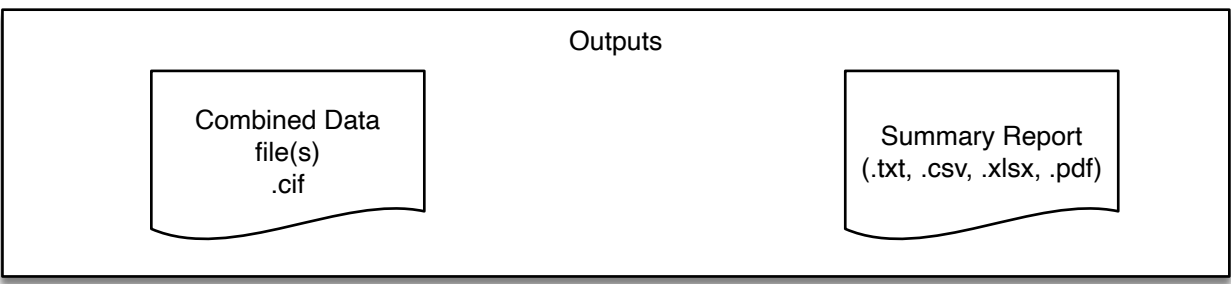 Outputs
Combined Data
file(s)
.cif
Summary Report
(.txt, .csv, .xlsx, .pdf)